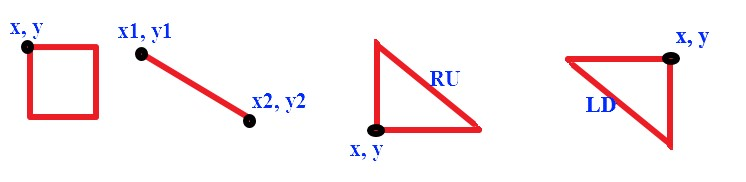 x, y
x1, y1
x2, y2
RU
x, y
LD
x, y